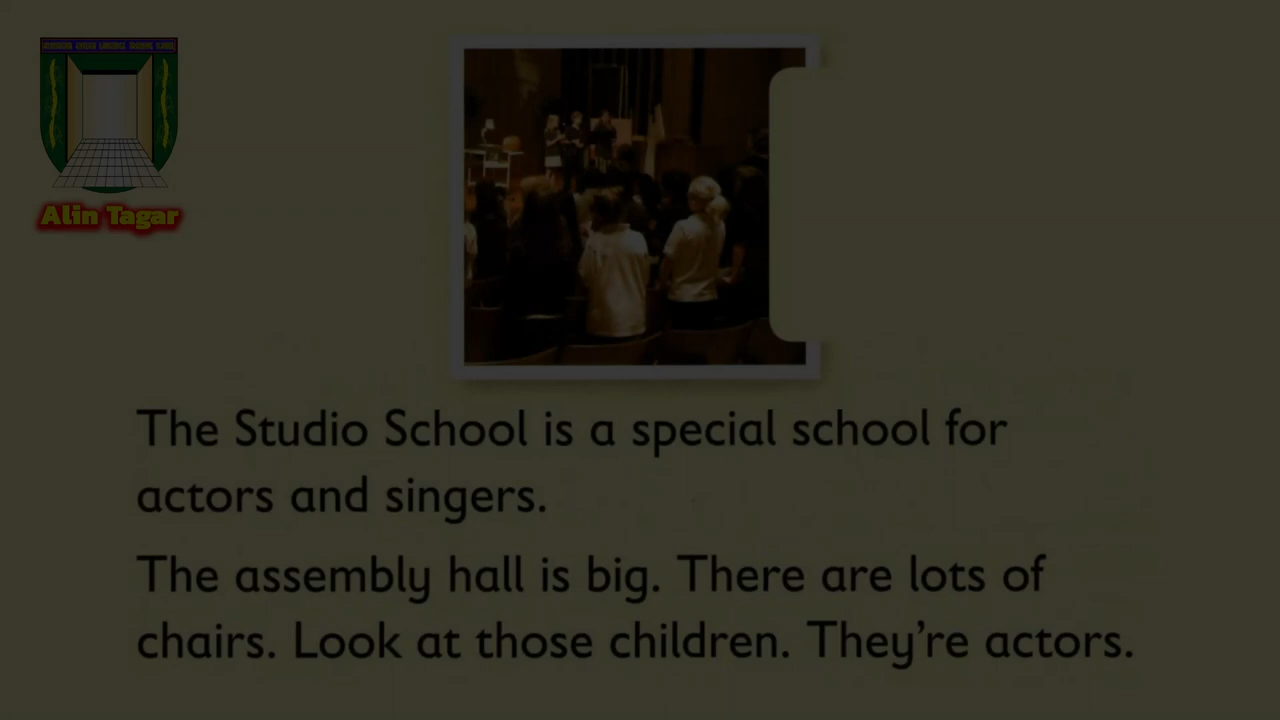 Alin Tagar
The Studio School is a special school for
actors and singers.
The assembly hall is big. There are lots of
chairs. Look at those children. They're actors.